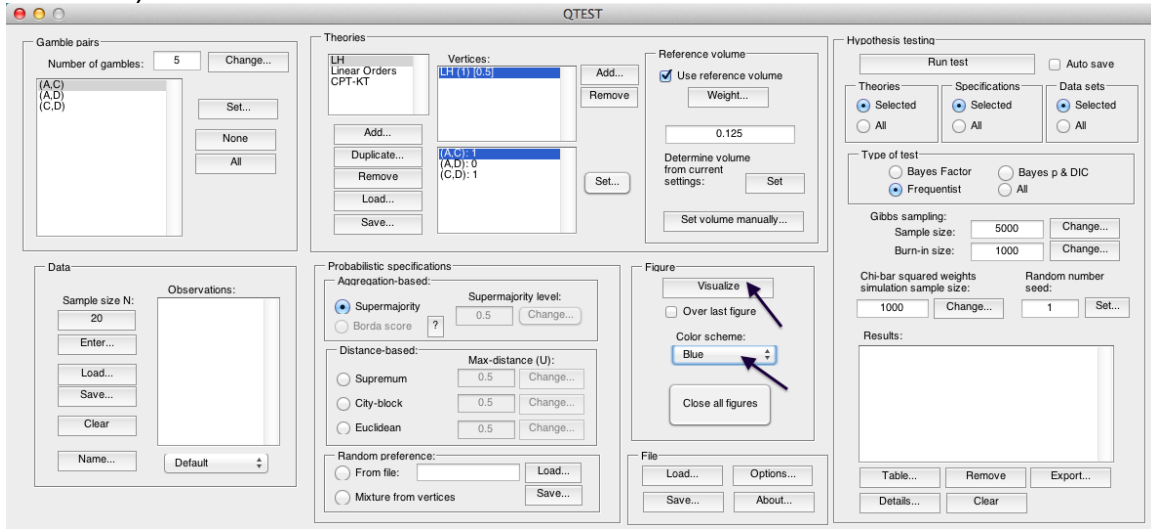 QTEST
Gamble pairs
Number of gambles: 5 Change...
(A,C)
(A,D)
(C,D)
Set...
None
All
Theories
LH
Linear Orders
CPT-KT
Add...
Duplicate...
Remove
Load...
Save...
Vertices:
LH (1) [0.5]
Add...
Remove
(A,C): 1
(A,D): 0
(C,D): 1
Set...
Reference volume
Use reference volume
Weight...
0.125
Determine volume
from current
settings: Set
Set volume manually...
Hypothesis testing
Run test Auto save
Theories
Selected
All
Specifications
Selected
All
Data sets
Selected
All
Type of test
Bayes Factor Bayes p & DIC
Frequentist All
Gibbs sampling:
Sample size: 5000 Change...
Burn-in size: 1000 Change...
Chi-bar squared weights
simulation sample size:
1000 Change...
Random number
seed:
1 Set...
Results:
Table... Remove Export...
Details... Clear
Data
Sample size N:
20
Enter...
Load...
Save...
Clear
Name...
Observations:
Default
Probabilistic specifications
Aggregation-based:
Supermajority
Borda score ?
Supermajority level:
0.5 Change...
Distance-based:
Max-distance (U):
Supremum 0.5 Change...
City-block 0.5 Change...
Euclidean 0.5 Change...
Random preference:
From file: Load...
Mixture from vertices Save...
Figure
Visualize
Over last figure
Color scheme:
Blue
Close all figures
File
Load... Options...
Save... About...